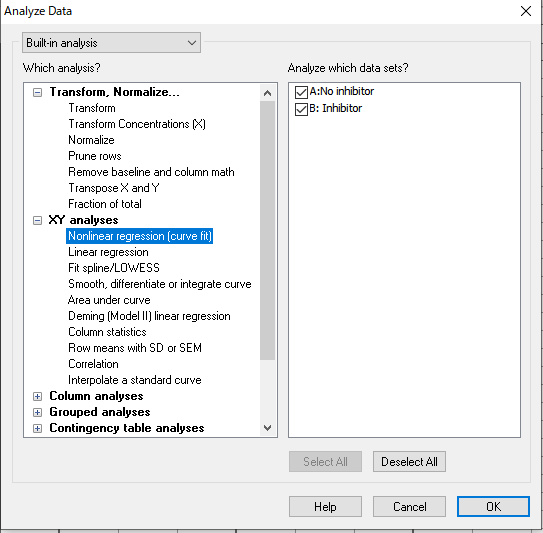 Analyze Data
Built-in analysis
Which analysis?
Analyze which data sets?
Transform, Normalize...
Transform
Transform Concentrations (X)
Normalize
Prune rows
Remove baseline and column math
Transpose X and Y
Fraction of total
XY analyses
Nonlinear regression (curve fit)
Linear regression
Fit spline/LOWESS
Smooth, differentiate or integrate curve
Area under curve
Deming (Model II) linear regression
Column statistics
Row means with SD or SEM
Correlation
Interpolate a standard curve
Column analyses
Grouped analyses
Contingency table analyses
A:No inhibitor
B: Inhibitor
Select All
Deselect All
Help
Cancel
OK